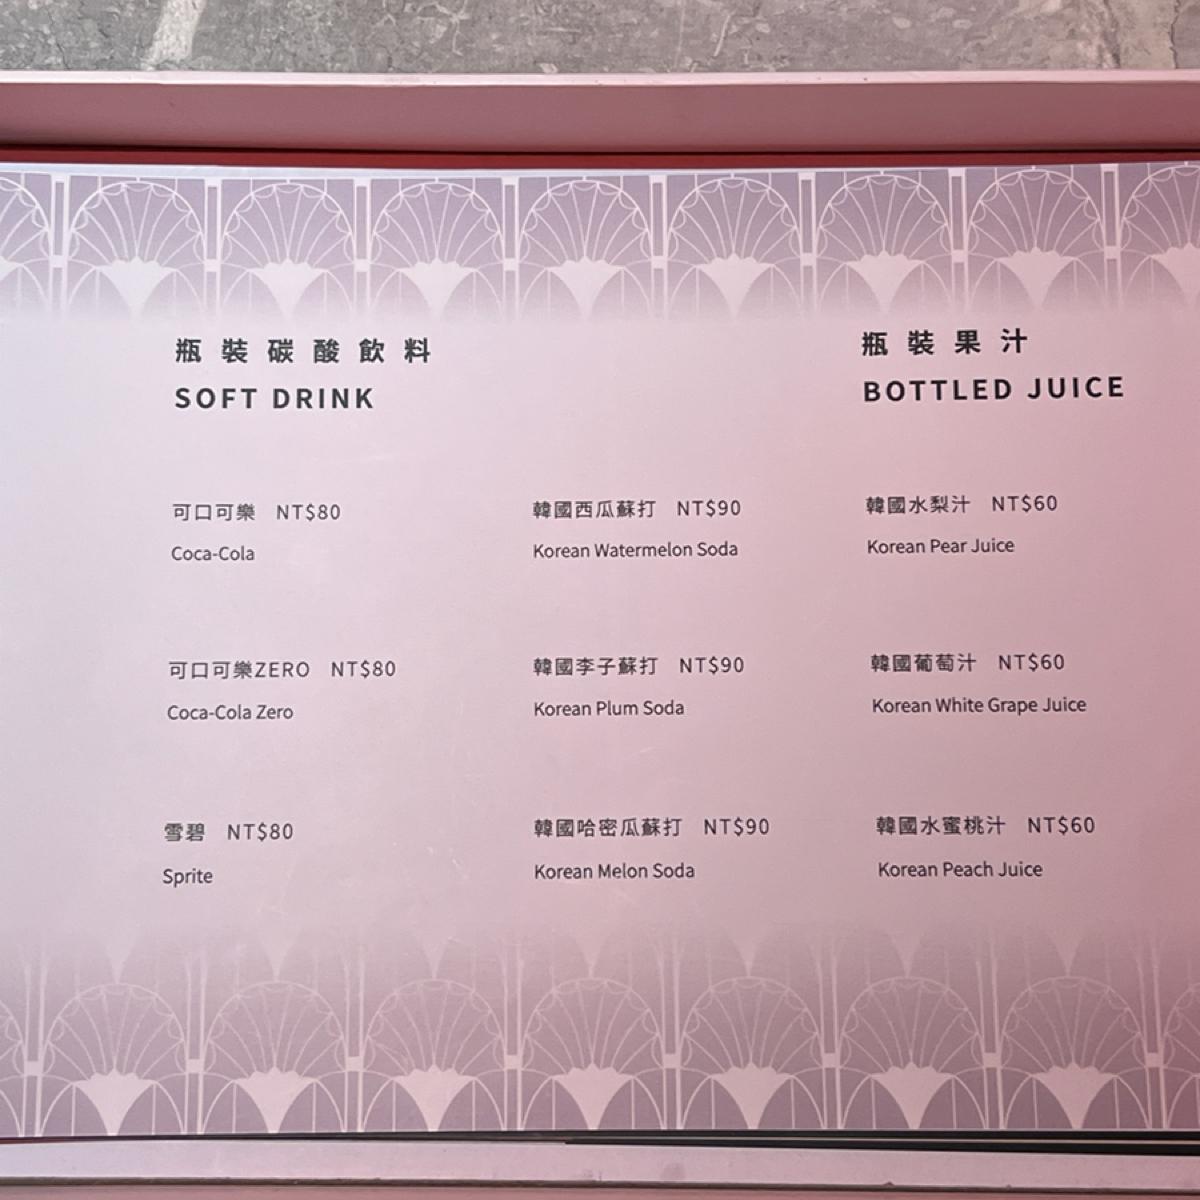 瓶裝碳酸飲料
SOFT DRINK
可口可樂 NT$80
Coca-Cola
可口可樂ZERO NT$80
Coca-Cola Zero
雪碧 NT$80
Sprite
韓國西瓜蘇打 NT$90
Korean Watermelon Soda
韓國李子蘇打 NT$90
Korean Plum Soda
韓國哈密瓜蘇打 NT$90
Korean Melon Soda
瓶裝果汁
BOTTLED JUICE
韓國水梨汁 NT$60
Korean Pear Juice
韓國葡萄汁 NT$60
Korean White Grape Juice
韓國水蜜桃汁 NT$60
Korean Peach Juice